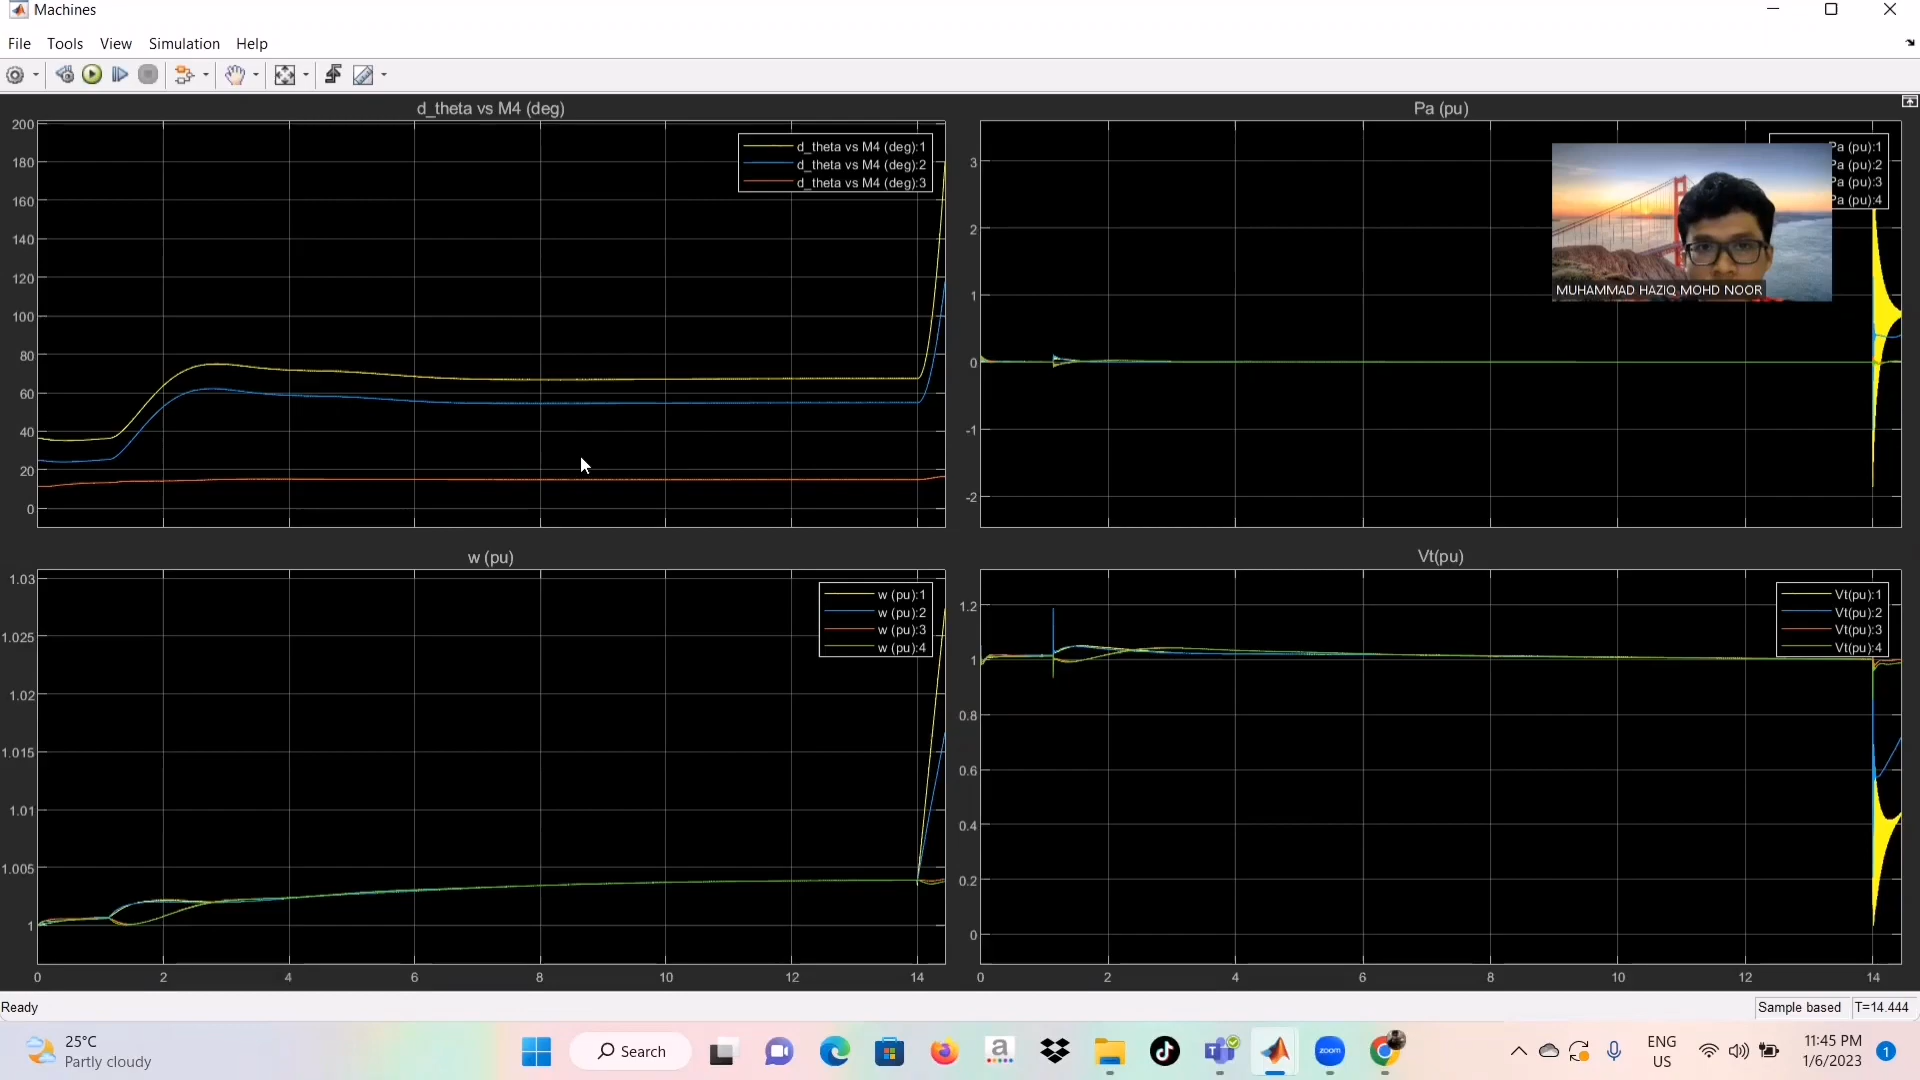 Machines
File Tools View Simulation Help
d_theta vs M4 (deg)
200
180
160
140
120
100
80
60
40
20
0
d_theta vs M4 (deg):1
d_theta vs M4 (deg):2
d_theta vs M4 (deg):3
Pa (pu)
3
2
1
0
-1
-2
Pa (pu):1
Pa (pu):2
Pa (pu):3
Pa (pu):4
MUHAMMAD HAZIQ MOHD NOOR
w (pu)
1.03
1.025
1.02
1.015
1.01
1.005
1
w (pu):1
w (pu):2
w (pu):3
w (pu):4
0 2 4 6 8 10 12 14
Vt(pu)
1.2
1
0.8
0.6
0.4
0.2
0
Vt(pu):1
Vt(pu):2
Vt(pu):3
Vt(pu):4
0 2 4 6 8 10 12 14
Ready
Sample based T=14.444
25°C
Partly cloudy
Search
a
zoom
ENG
US
11:45 PM
1/6/2023
1